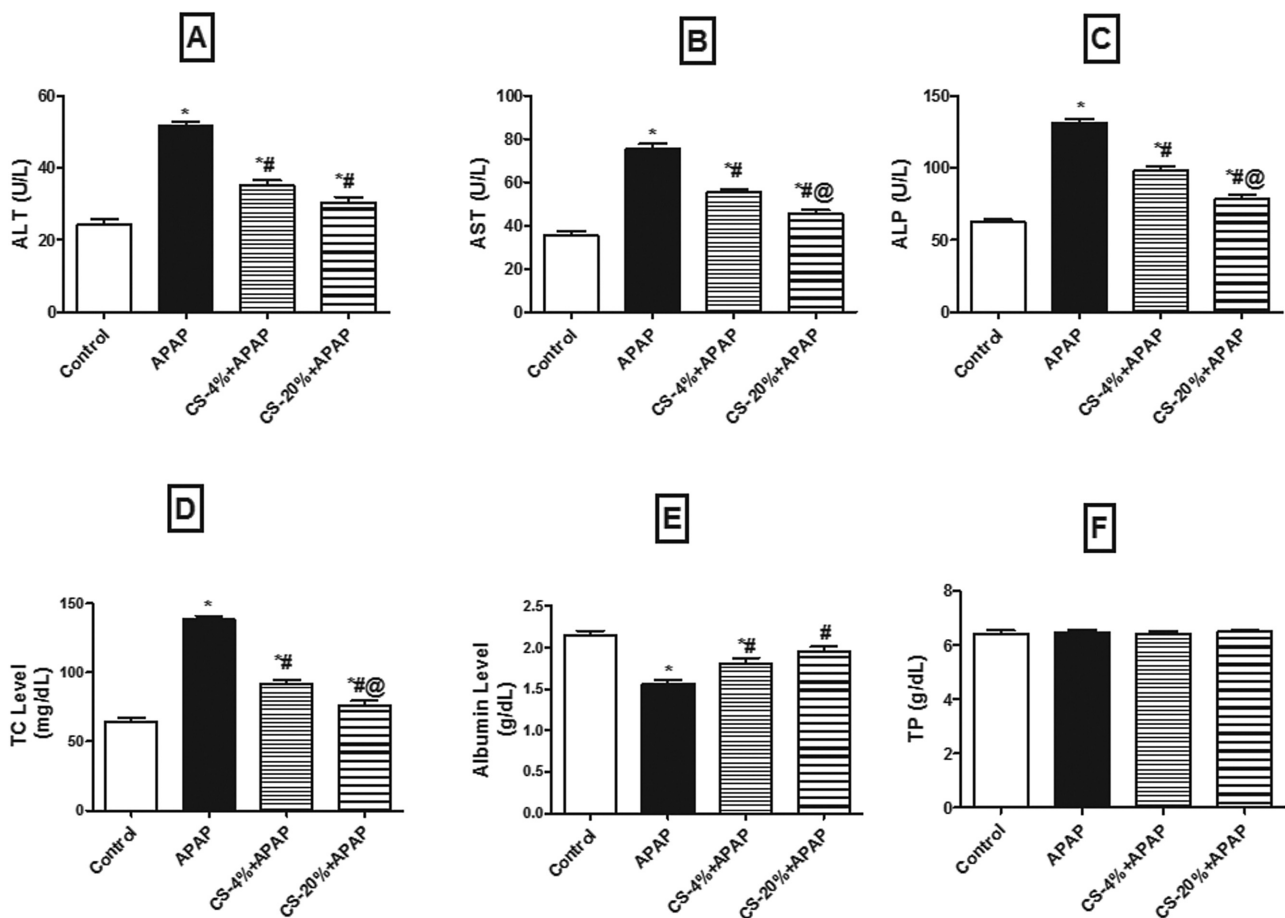 A
B
C
ALT (U/L)
60
40
20
0
*
*#
*#
Control
APAP
CS-4%+APAP
CS-20%+APAP
AST (U/L)
100
80
60
40
20
0
*
*#
*#@
Control
APAP
CS-4%+APAP
CS-20%+APAP
ALP (U/L)
150
100
50
0
*
*#
*#@
Control
APAP
CS-4%+APAP
CS-20%+APAP
D
E
F
TC Level
(mg/dL)
150
100
50
0
*
*#
*#@
Control
APAP
CS-4%+APAP
CS-20%+APAP
Albumin Level
(g/dL)
2.5
2.0
1.5
1.0
0.5
0.0
*
*#
#
Control
APAP
CS-4%+APAP
CS-20%+APAP
TP (g/dL)
8
6
4
2
0
Control
APAP
CS-4%+APAP
CS-20%+APAP